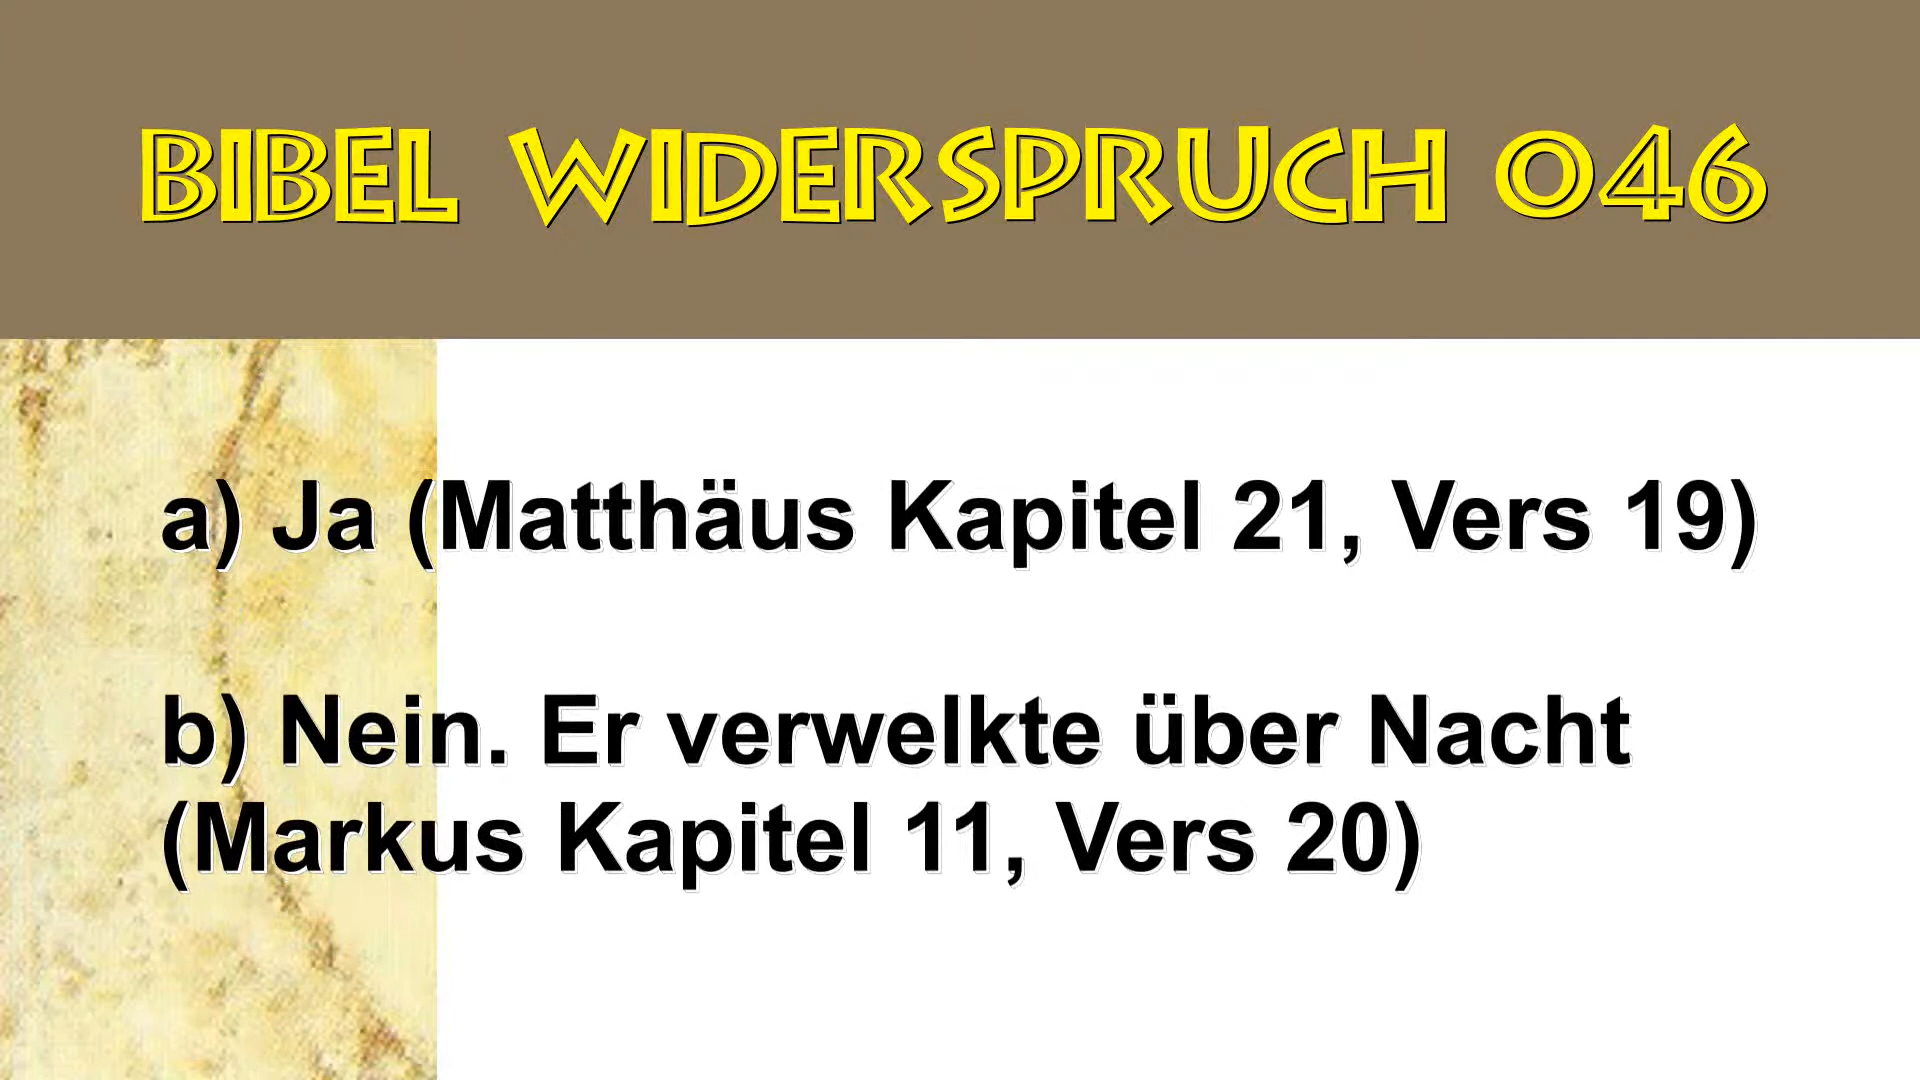 BIBEL WIDERSPRUCH 046
a) Ja (Matthäus Kapitel 21, Vers 19)
b) Nein. Er verwelkte über Nacht
(Markus Kapitel 11, Vers 20)